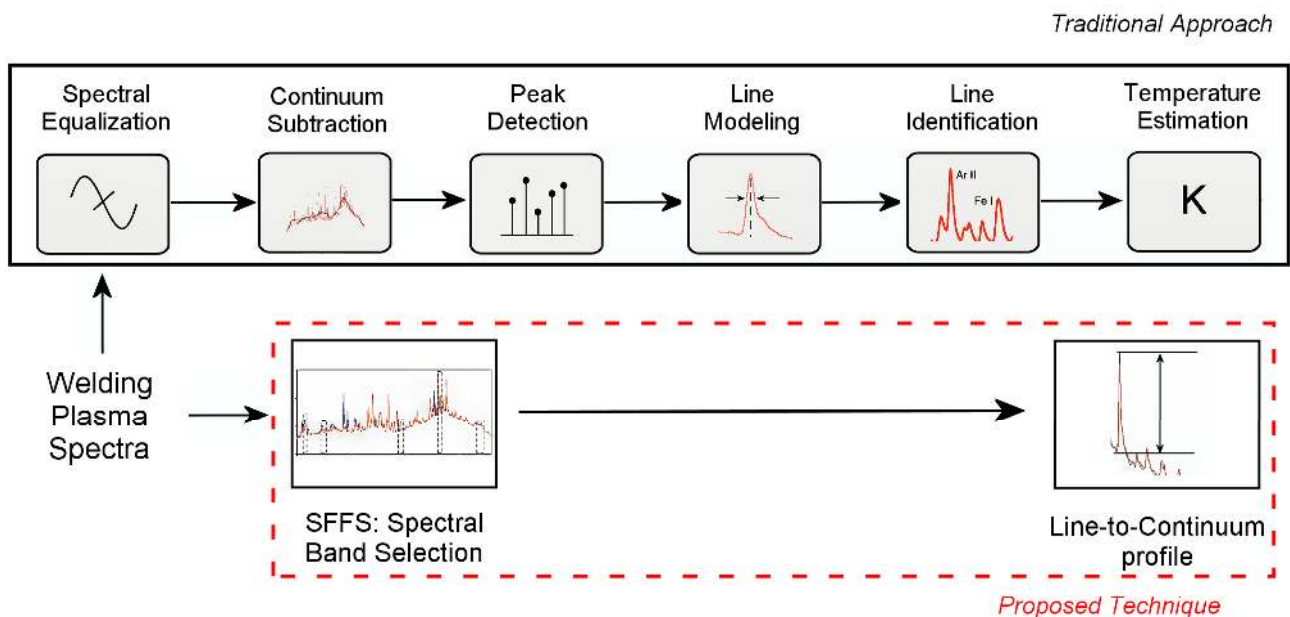 Traditional Approach
Spectral
Equalization
Continuum
Subtraction
Peak
Detection
Line
Modeling
Line
Identification
Temperature
Estimation
Ar II
Fe I
K
Welding
Plasma
Spectra
SFFS: Spectral
Band Selection
Line-to-Continuum
profile
Proposed Technique